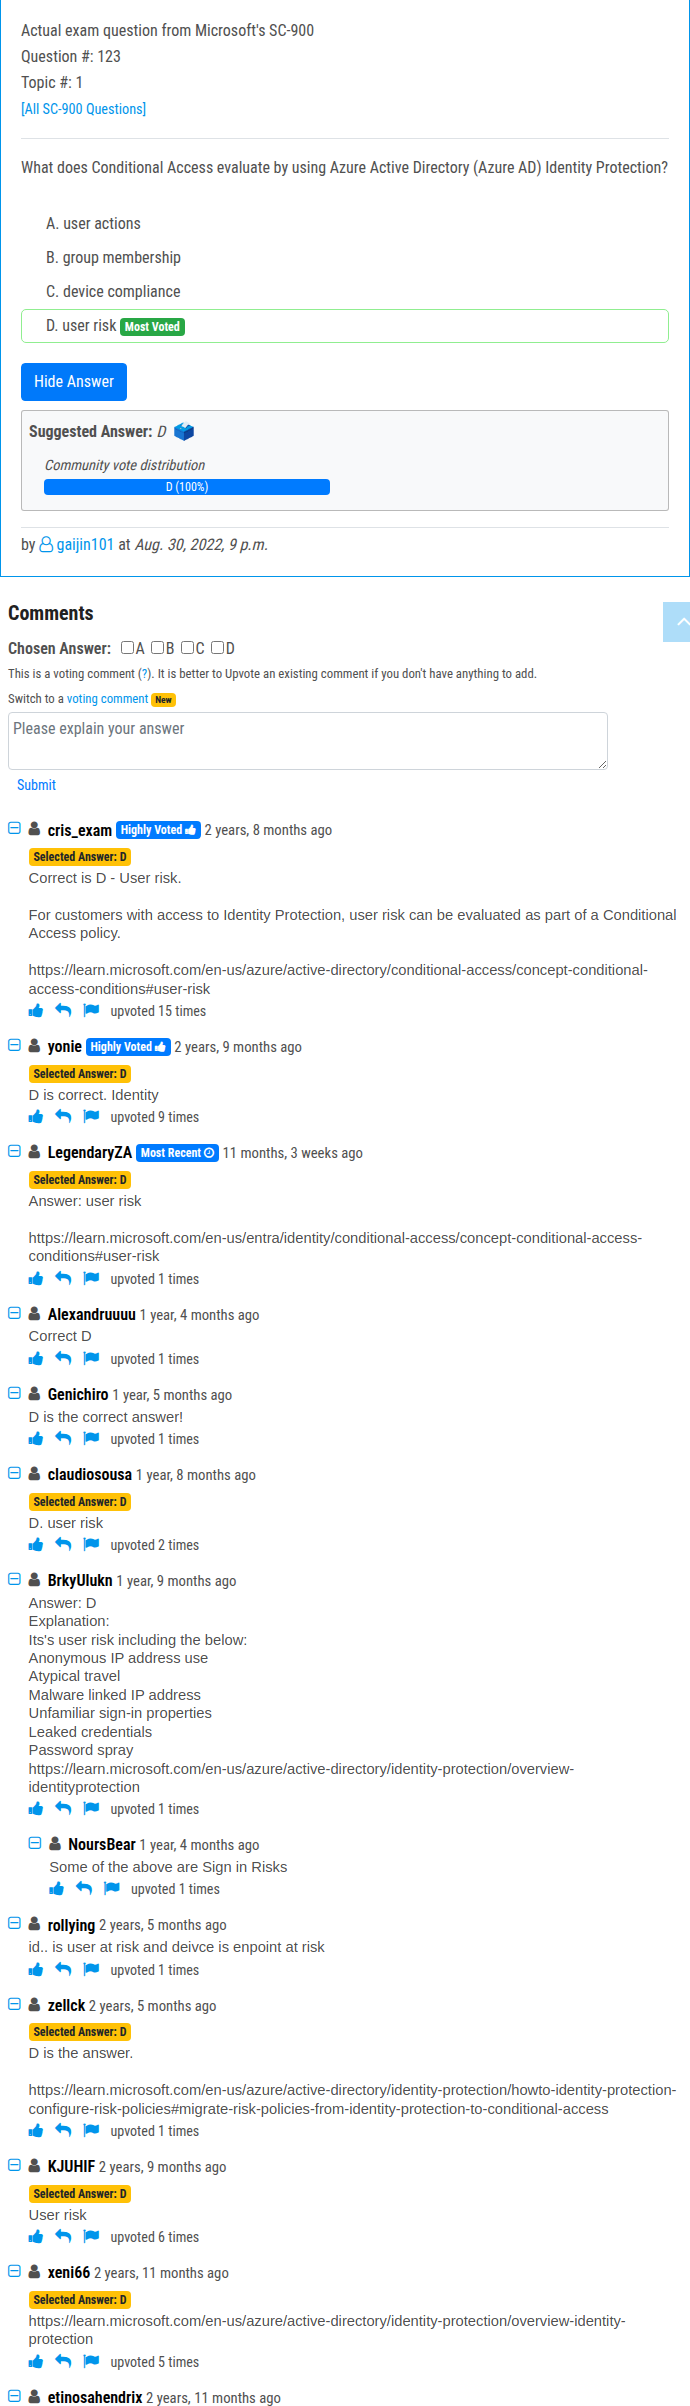 Actual exam question from Microsoft's SC-900
Question #: 123
Topic #: 1
[All SC-900 Questions]
What does Conditional Access evaluate by using Azure Active Directory (Azure AD) Identity Protection?
A. user actions
B. group membership
C. device compliance
D. user risk Most Voted
Hide Answer
Suggested Answer: D
Community vote distribution
D (100%)
by gaijin101 at Aug. 30, 2022, 9 p.m.
Comments
Chosen Answer: A B C D
This is a voting comment (?). It is better to Upvote an existing comment if you don't have anything to add.
Switch to a voting comment New
Please explain your answer
Submit
cris_exam Highly Voted 2 years, 8 months ago
Selected Answer: D
Correct is D - User risk.
For customers with access to Identity Protection, user risk can be evaluated as part of a Conditional
Access policy.
https://learn.microsoft.com/en-us/azure/active-directory/conditional-access/concept-conditional-
access-conditions#user-risk
upvoted 15 times
yonie Highly Voted 2 years, 9 months ago
Selected Answer: D
D is correct. Identity
upvoted 9 times
LegendaryZA Most Recent 11 months, 3 weeks ago
Selected Answer: D
Answer: user risk
https://learn.microsoft.com/en-us/entra/identity/conditional-access/concept-conditional-access-
conditions#user-risk
upvoted 1 times
Alexandruuuu 1 year, 4 months ago
Correct D
upvoted 1 times
Genichiro 1 year, 5 months ago
D is the correct answer!
upvoted 1 times
claudiosousa 1 year, 8 months ago
Selected Answer: D
D. user risk
upvoted 2 times
BrkyUlukn 1 year, 9 months ago
Answer: D
Explanation:
Its's user risk including the below:
Anonymous IP address use
Atypical travel
Malware linked IP address
Unfamiliar sign-in properties
Leaked credentials
Password spray
https://learn.microsoft.com/en-us/azure/active-directory/identity-protection/overview-
identityprotection
upvoted 1 times
NoursBear 1 year, 4 months ago
Some of the above are Sign in Risks
upvoted 1 times
rollying 2 years, 5 months ago
id.. is user at risk and deivce is enpoint at risk
upvoted 1 times
zellck 2 years, 5 months ago
Selected Answer: D
D is the answer.
https://learn.microsoft.com/en-us/azure/active-directory/identity-protection/howto-identity-protection-
configure-risk-policies#migrate-risk-policies-from-identity-protection-to-conditional-access
upvoted 1 times
KJUHIF 2 years, 9 months ago
Selected Answer: D
User risk
upvoted 6 times
xeni66 2 years, 11 months ago
Selected Answer: D
https://learn.microsoft.com/en-us/azure/active-directory/identity-protection/overview-identity-
protection
upvoted 5 times
etinosahendrix 2 years, 11 months ago